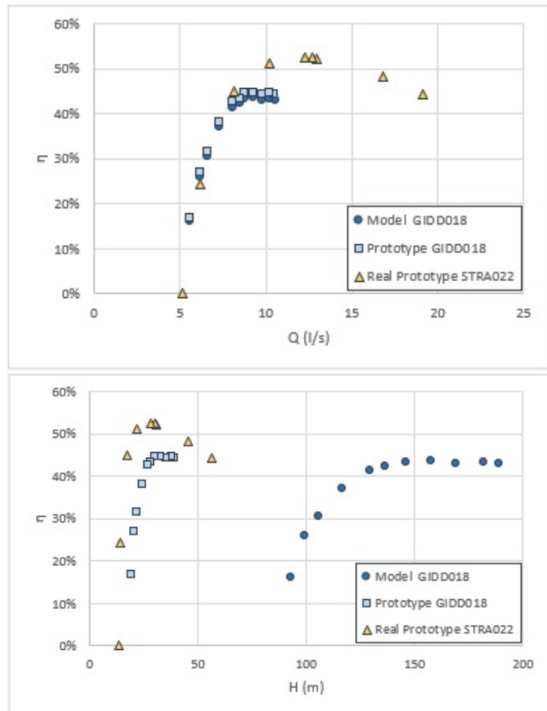 60%
50%
40%
η
30%
20%
10%
0%
Model GIDD018
Prototype GIDD018
Real Prototype STRA022
0 5 10 15 20 25
Q (l/s)
60%
50%
40%
η
30%
20%
10%
0%
Model GIDD018
Prototype GIDD018
Real Prototype STRA022
0 50 100 150 200
H (m)